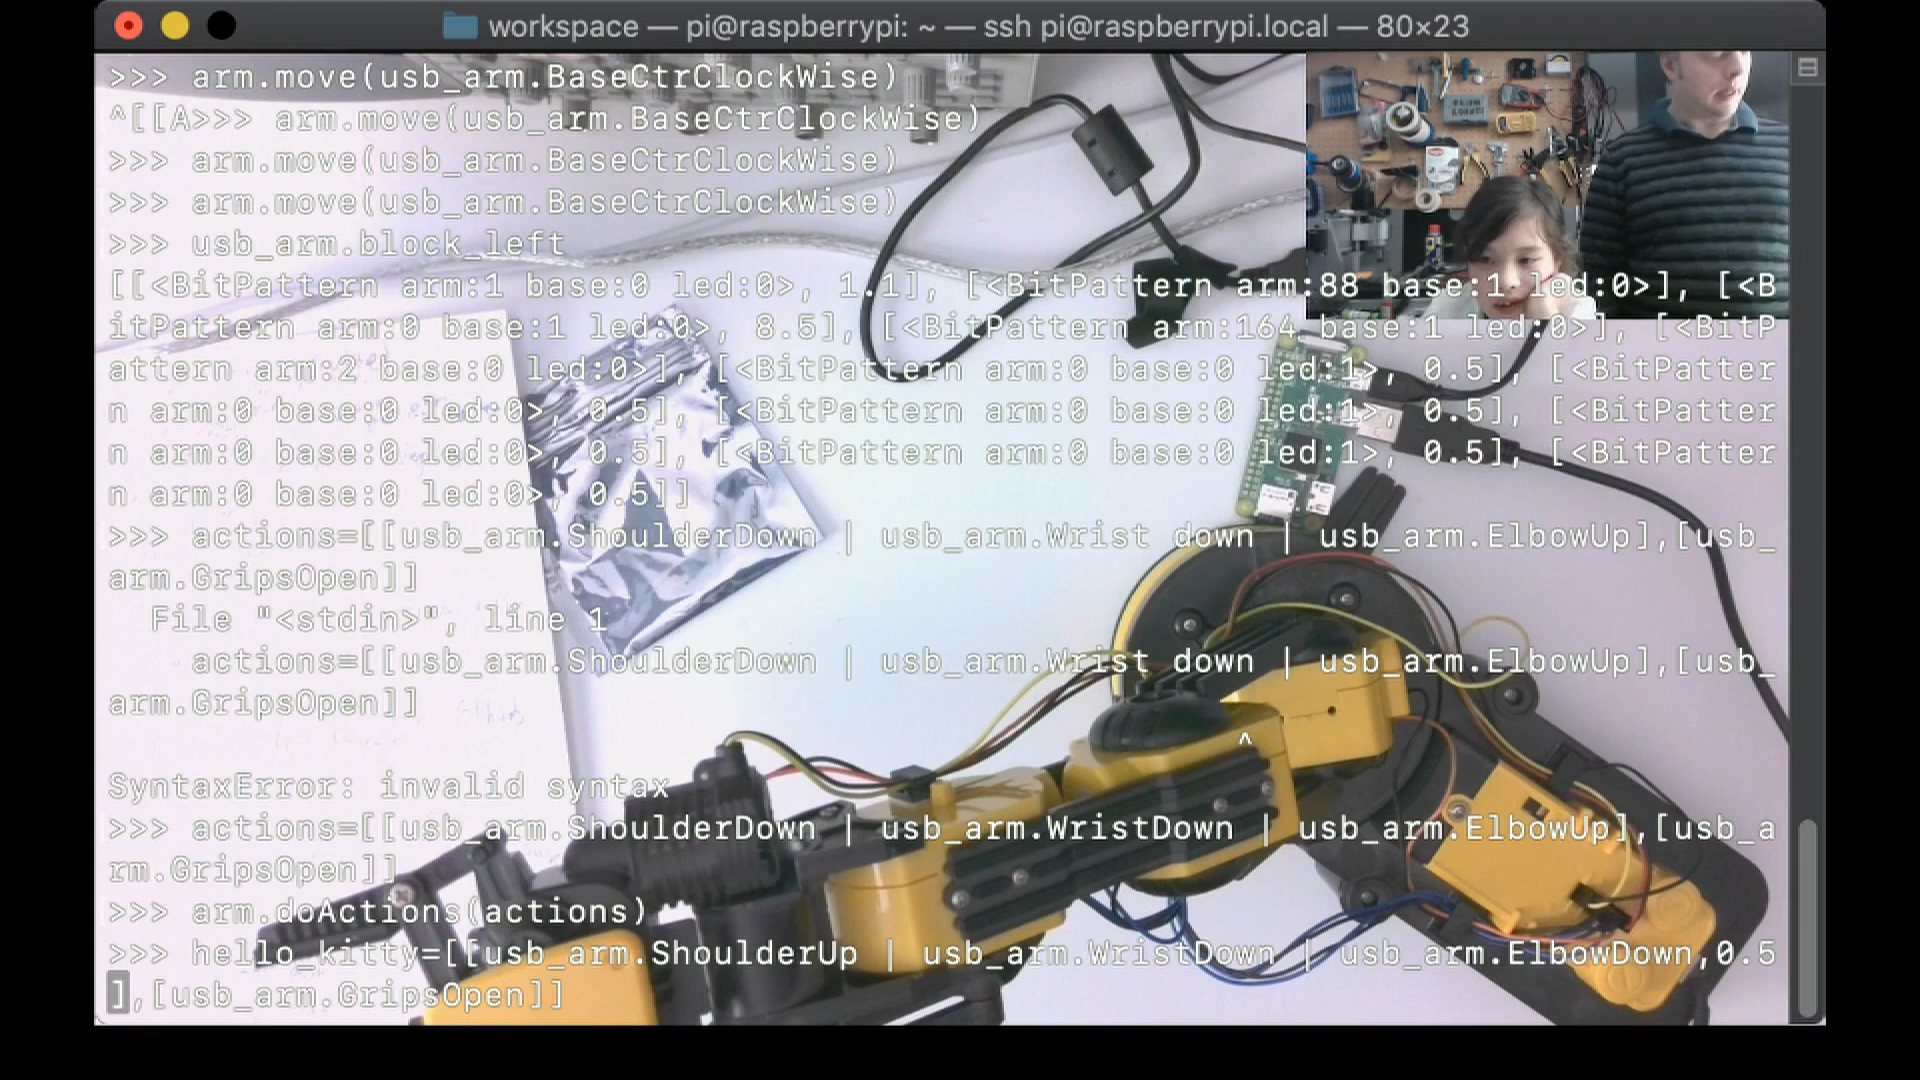 workspace — pi@raspberrypi: ~ — ssh pi@raspberrypi.local — 80×23
>>> arm.move(usb_arm.BaseCtrClockWise)
^[[A>>> arm.move(usb_arm.BaseCtrClockWise)
>>> arm.move(usb_arm.BaseCtrClockWise)
>>> arm.move(usb_arm.BaseCtrClockWise)
>>> usb_arm.block_left
[[<BitPattern arm:1 base:0 led:0>, 1.1], [<BitPattern arm:88 base:1 led:0>], [<B
itPattern arm:0 base:1 led:0>, 8.5], [<BitPattern arm:164 base:1 led:0>], [<BitP
attern arm:2 base:0 led:0>], [<BitPattern arm:0 base:0 led:1>, 0.5], [<BitPatter
n arm:0 base:0 led:0>, 0.5], [<BitPattern arm:0 base:0 led:1>, 0.5], [<BitPatter
n arm:0 base:0 led:0>, 0.5], [<BitPattern arm:0 base:0 led:1>, 0.5], [<BitPatter
n arm:0 base:0 led:0>, 0.5]]
>>> actions=[[usb_arm.ShoulderDown | usb_arm.Wrist down | usb_arm.ElbowUp],[usb_
arm.GripsOpen]]
File "<stdin>", line 1
actions=[[usb_arm.ShoulderDown | usb_arm.Wrist down | usb_arm.ElbowUp],[usb_
arm.GripsOpen]]
^
SyntaxError: invalid syntax
>>> actions=[[usb_arm.ShoulderDown | usb_arm.WristDown | usb_arm.ElbowUp],[usb_a
rm.GripsOpen]]
>>> arm.doActions(actions)
>>> hello_kitty=[[usb_arm.ShoulderUp | usb_arm.WristDown | usb_arm.ElbowDown,0.5
],[usb_arm.GripsOpen]]